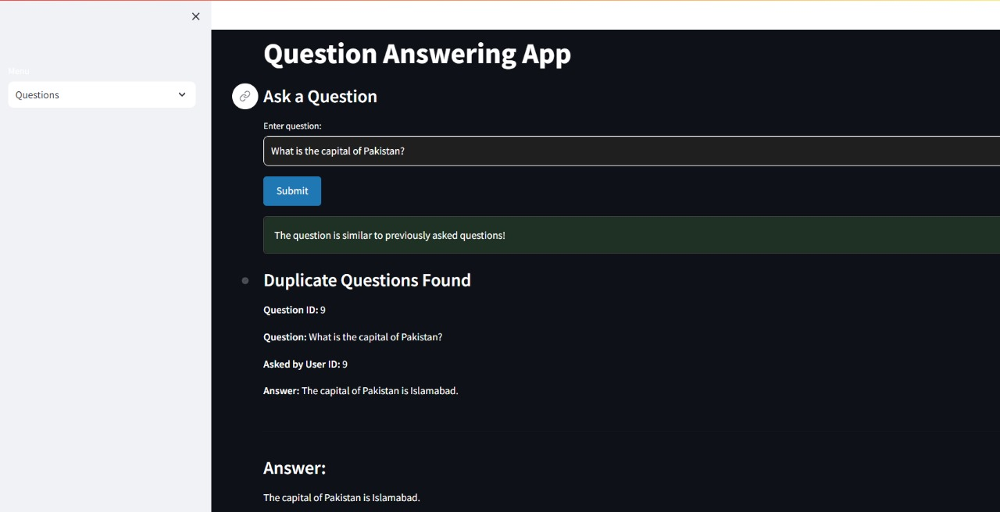 Menu
Questions
Question Answering App
Ask a Question
Enter question:
What is the capital of Pakistan?
Submit
The question is similar to previously asked questions!
Duplicate Questions Found
Question ID: 9
Question: What is the capital of Pakistan?
Asked by User ID: 9
Answer: The capital of Pakistan is Islamabad.
Answer:
The capital of Pakistan is Islamabad.